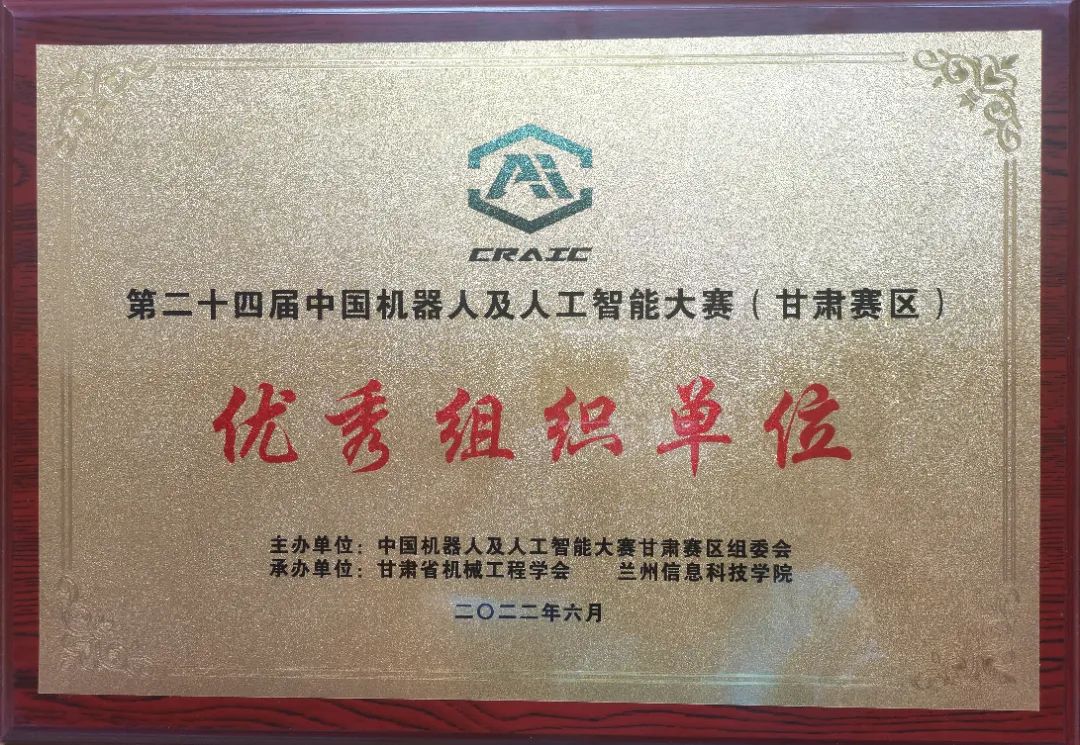 Ai
CRAIC
第二十四届中国机器人及人工智能大赛（甘肃赛区）
优秀组织单位
主办单位：中国机器人及人工智能大赛甘肃赛区组委会
承办单位：甘肃省机械工程学会 兰州信息科技学院
二〇二二年六月